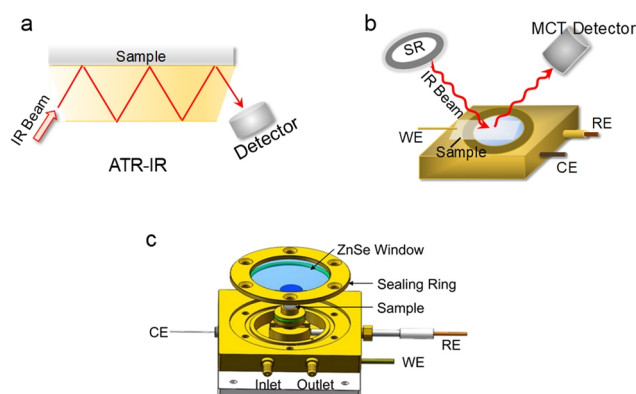 a
Sample
IR Beam
Detector
ATR-IR
b
MCT Detector
SR
IR Beam
WE
RE
Sample
CE
c
ZnSe Window
Sealing Ring
Sample
CE
RE
WE
Inlet
Outlet